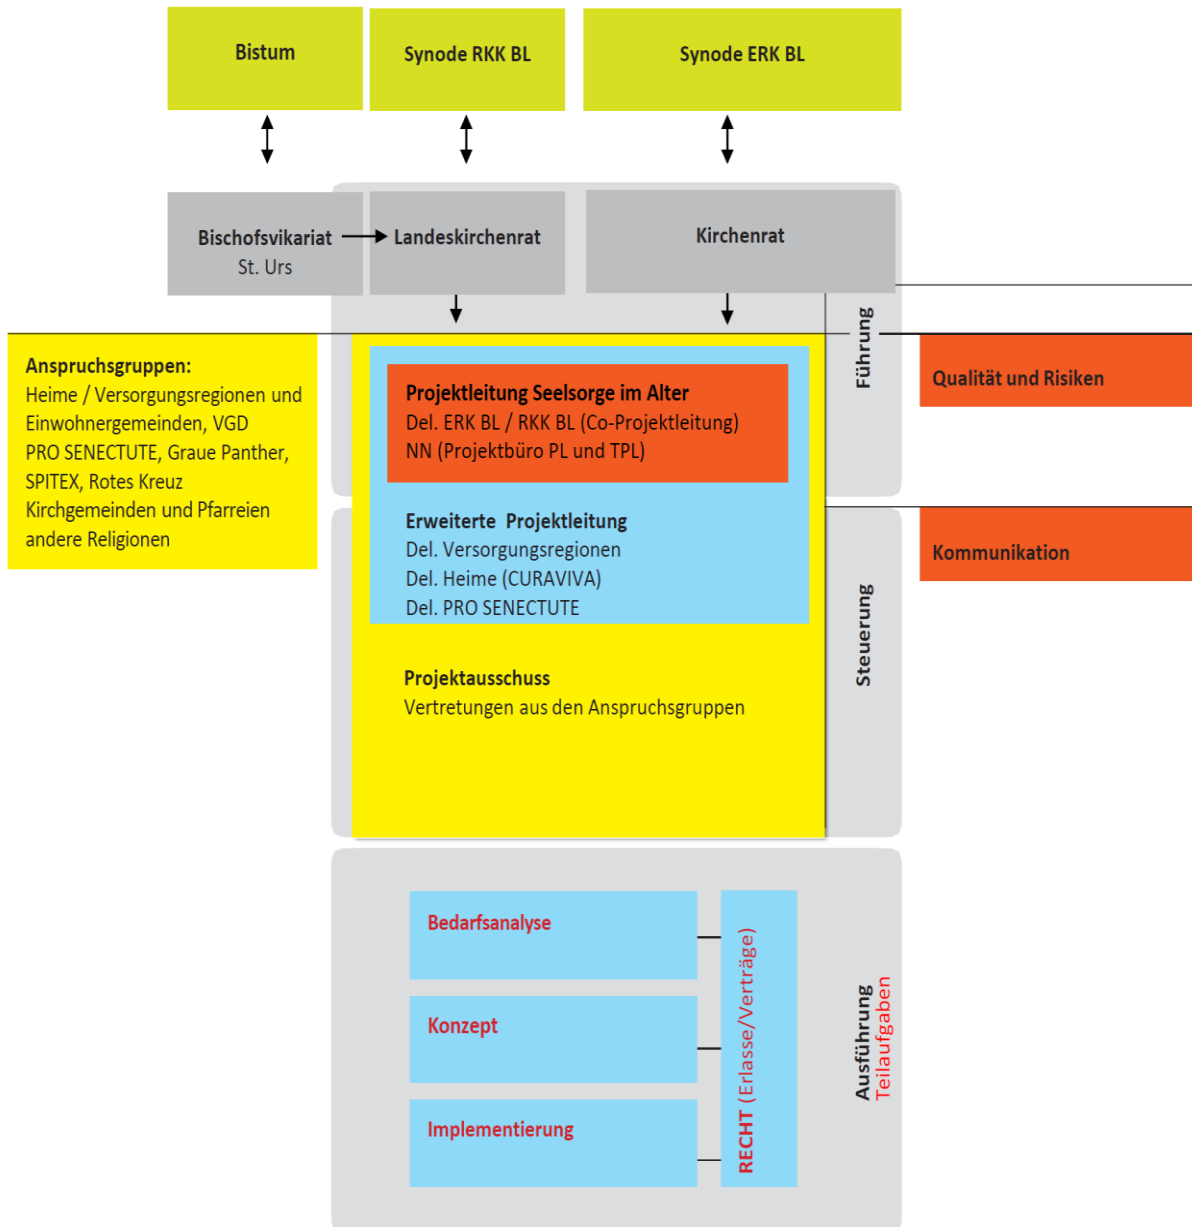 Bistum
Synode RKK BL
Synode ERK BL
Bischofsvikariat
St. Urs
Landeskirchenrat
Kirchenrat
Anspruchsgruppen:
Heime / Versorgungsregionen und
Einwohnergemeinden, VGD
PRO SENECTUTE, Graue Panther,
SPITEX, Rotes Kreuz
Kirchgemeinden und Pfarreien
andere Religionen
Projektleitung Seelsorge im Alter
Del. ERK BL / RKK BL (Co-Projektleitung)
NN (Projektbüro PL und TPL)
Erweiterte Projektleitung
Del. Versorgungsregionen
Del. Heime (CURAVIVA)
Del. PRO SENECTUTE
Projektausschuss
Vertretungen aus den Anspruchsgruppen
Führung
Steuerung
Qualität und Risiken
Kommunikation
Bedarfsanalyse
Konzept
Implementierung
RECHT (Erlasse/Verträge)
Ausführung
Teilaufgaben